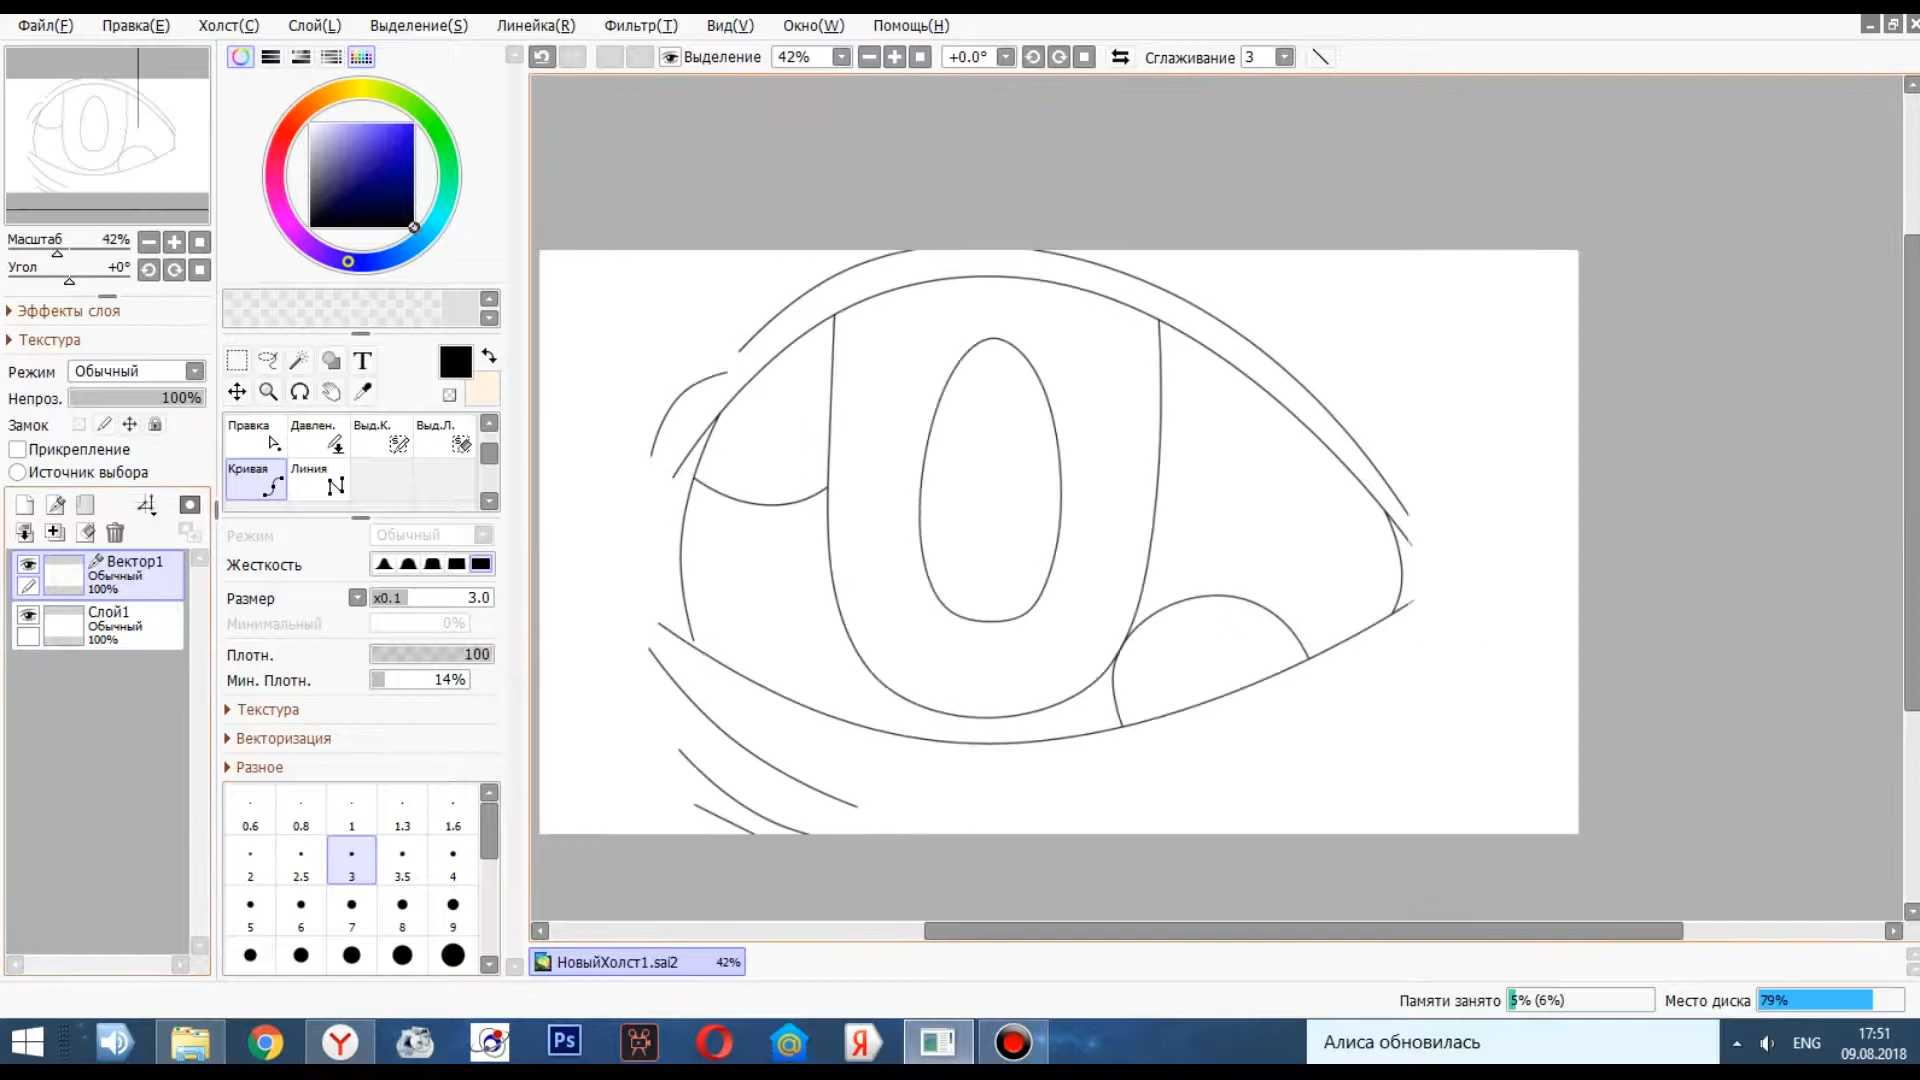 Файл(F) Правка(E) Холст(C) Слой(L) Выделение(S) Линейка(R) Фильтр(T) Вид(V) Окно(W) Помощь(H)
Выделение 42% +0.0° Сглаживание 3
Масштаб 42%
Угол +0°
Эффекты слоя
Текстура
Режим Обычный
Непроз. 100%
Замок
Прикрепление
Источник выбора
Вектор1
Обычный
100%
Слой1
Обычный
100%
T
Правка Давлен. Выд.К. Выд.Л.
Кривая Линия
Режим Обычный
Жесткость
Размер x0.1 3.0
Минимальный 0%
Плотн. 100
Мин. Плотн. 14%
Текстура
Векторизация
Разное
0.6 0.8 1 1.3 1.6
2 2.5 3 3.5 4
5 6 7 8 9
НовыйХолст1.sai2 42%
Памяти занято 5% (6%) Место диска 79%
Y Ps Я
Алиса обновилась
ENG
17:51
09.08.2018